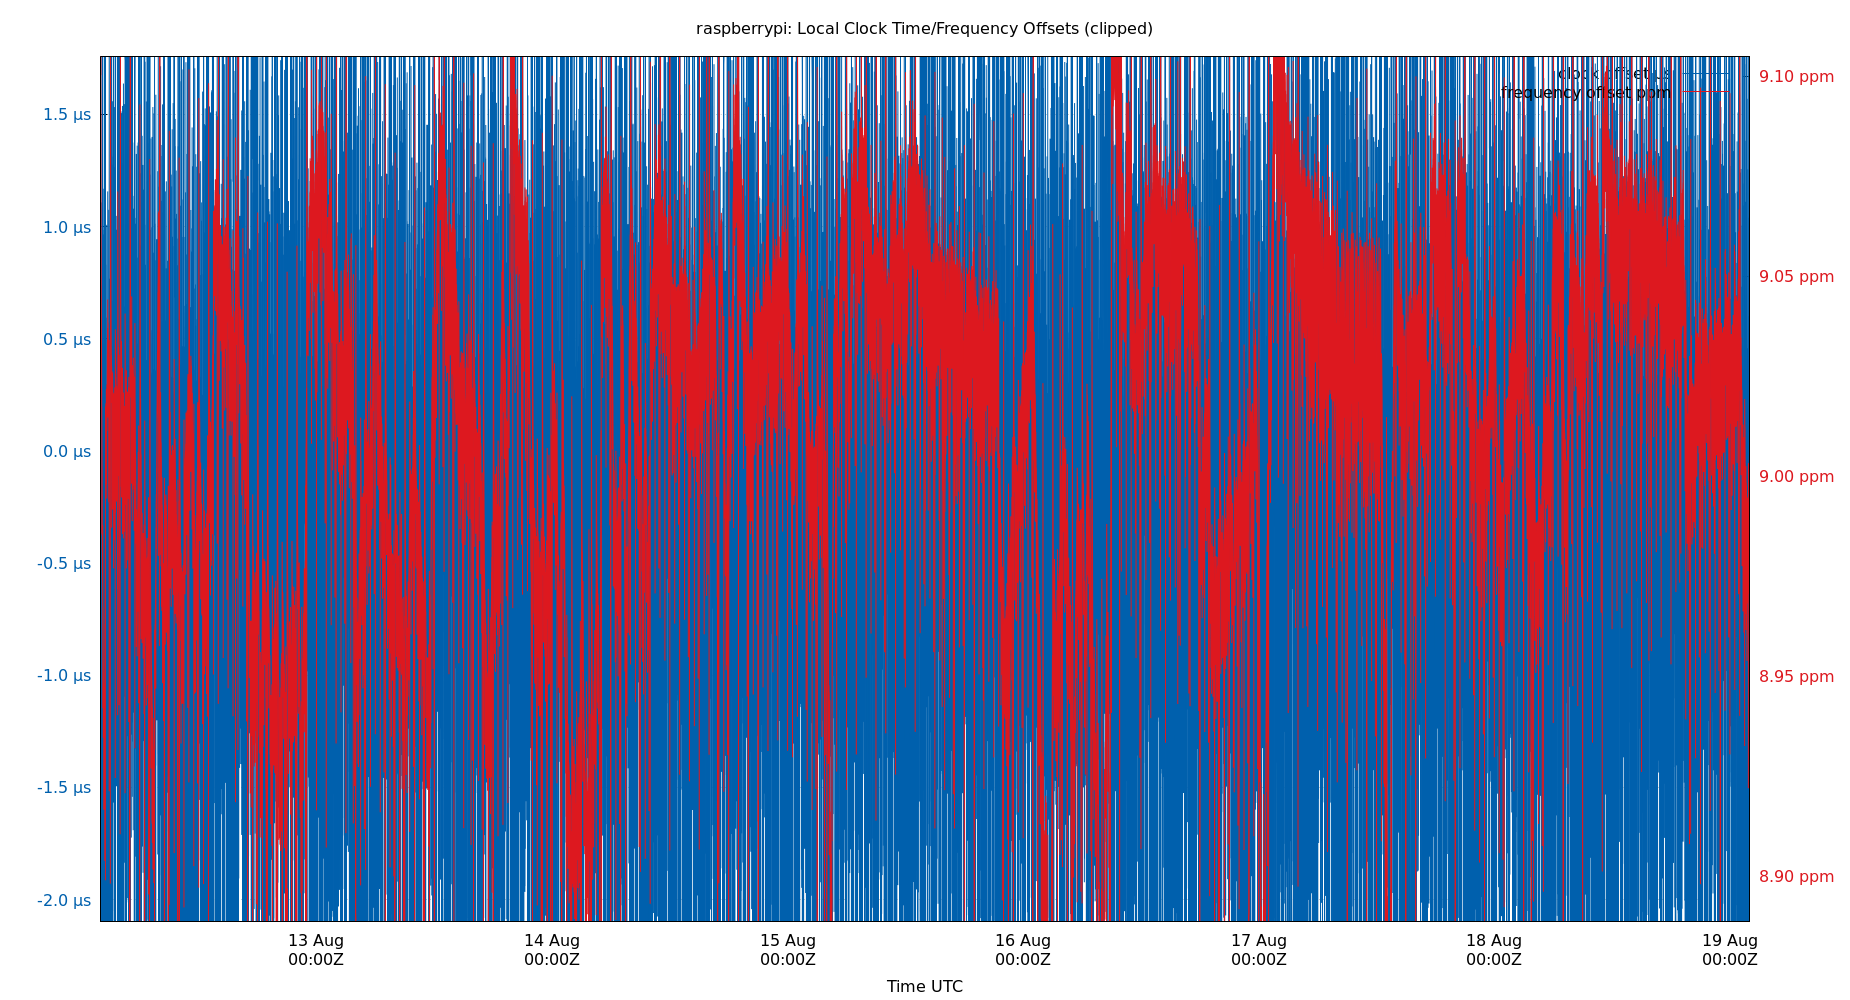 raspberrypi: Local Clock Time/Frequency Offsets (clipped)
clock offset µs
frequency offset ppm
1.5 µs
1.0 µs
0.5 µs
0.0 µs
-0.5 µs
-1.0 µs
-1.5 µs
-2.0 µs
9.10 ppm
9.05 ppm
9.00 ppm
8.95 ppm
8.90 ppm
13 Aug
00:00Z
14 Aug
00:00Z
15 Aug
00:00Z
16 Aug
00:00Z
17 Aug
00:00Z
18 Aug
00:00Z
19 Aug
00:00Z
Time UTC